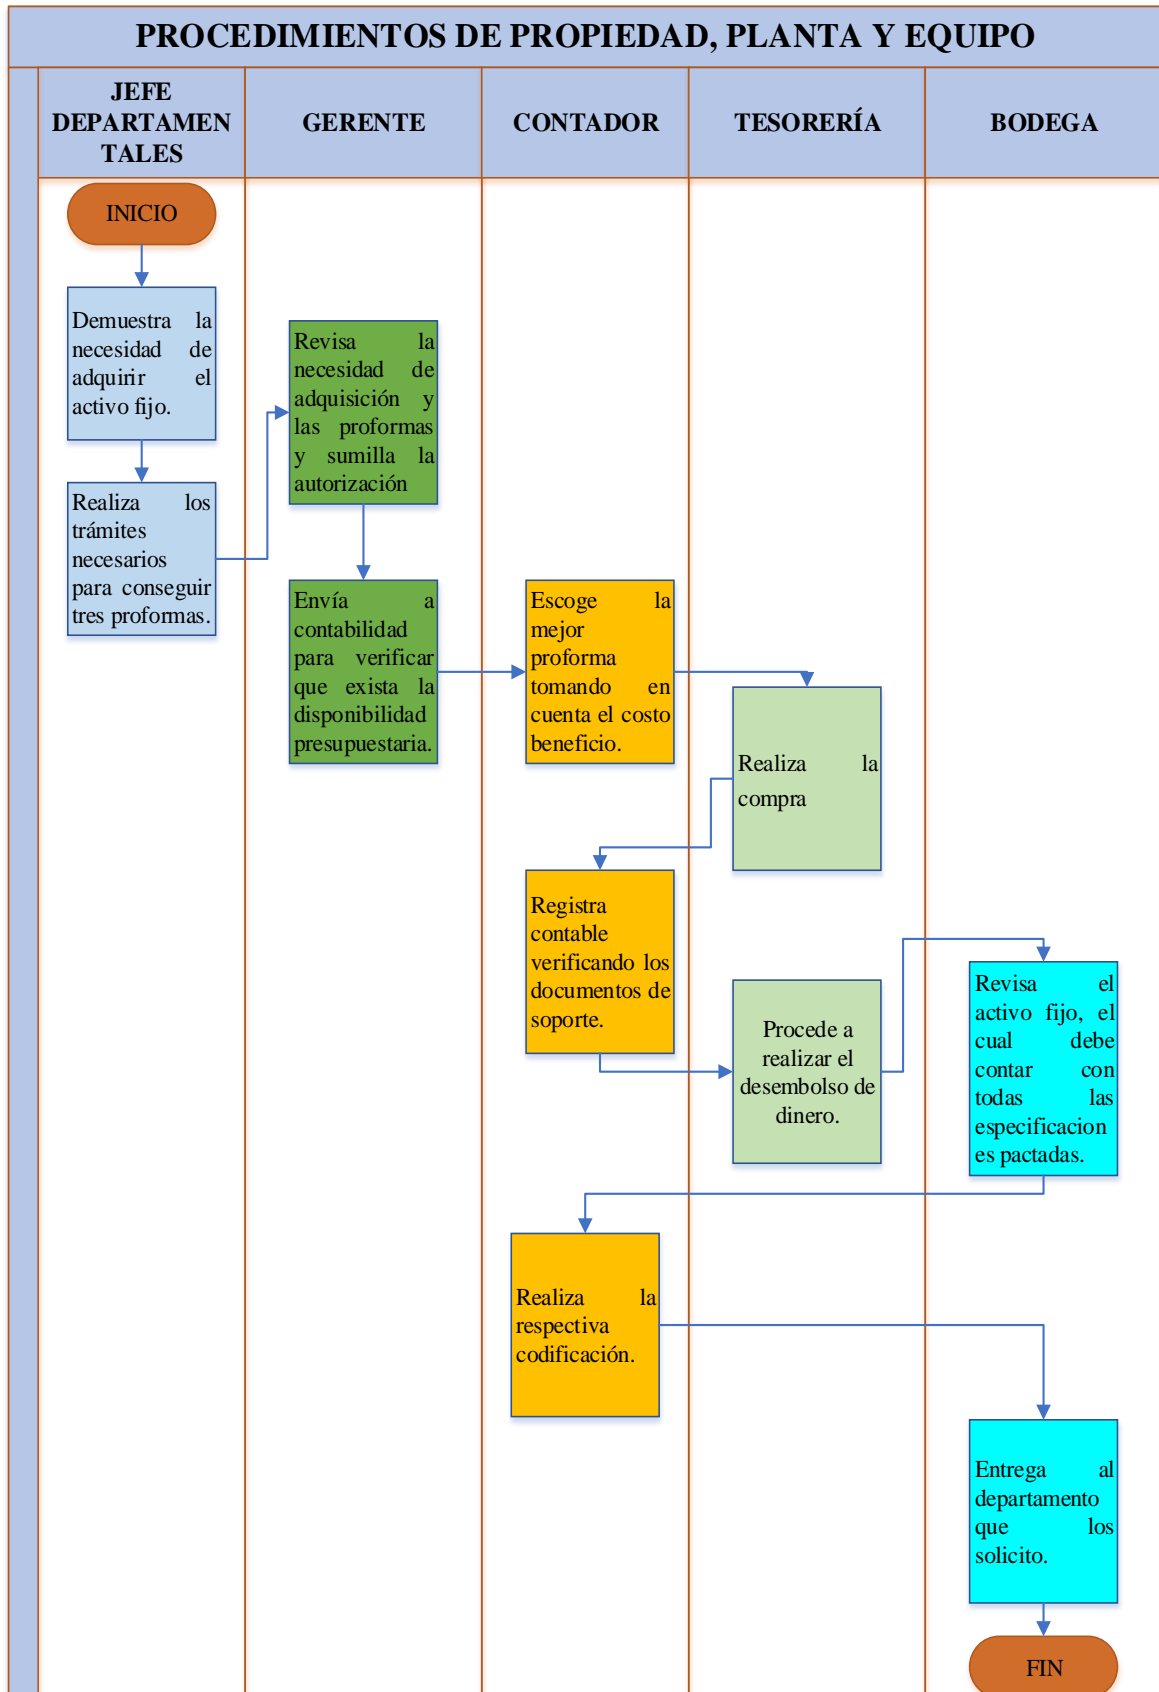 PROCEDIMIENTOS DE PROPIEDAD, PLANTA Y EQUIPO
JEFE
DEPARTAMEN
TALES
GERENTE
CONTADOR
TESORERÍA
BODEGA
INICIO
Demuestra la
necesidad de
adquirir el
activo fijo.
Realiza los
trámites
necesarios
para conseguir
tres proformas.
Revisa la
necesidad de
adquisición y
las proformas
y sumilla la
autorización
Envía a
contabilidad
para verificar
que exista la
disponibilidad
presupuestaria.
Escoge la
mejor
proforma
tomando en
cuenta el costo
beneficio.
Realiza la
compra
Registra
contable
verificando los
documentos de
soporte.
Procede a
realizar el
desembolso de
dinero.
Revisa el
activo fijo, el
cual debe
contar con
todas las
especificacion
es pactadas.
Realiza la
respectiva
codificación.
Entrega al
departamento
que los
solicito.
FIN